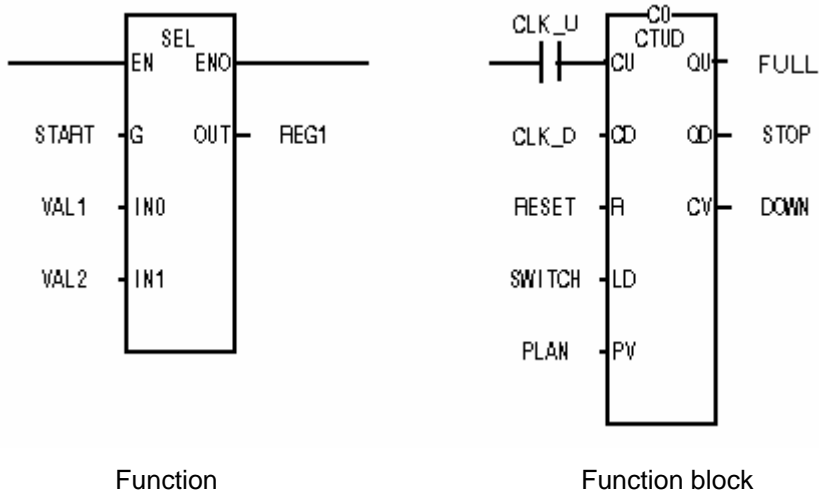 SEL
EN ENO
START G OUT REG1
VAL1 IN0
VAL2 IN1
Function
CLK_U C0
CTUD
CU QU FULL
CLK_D CD QD STOP
RESET R CV DOWN
SWITCH LD
PLAN PV
Function block